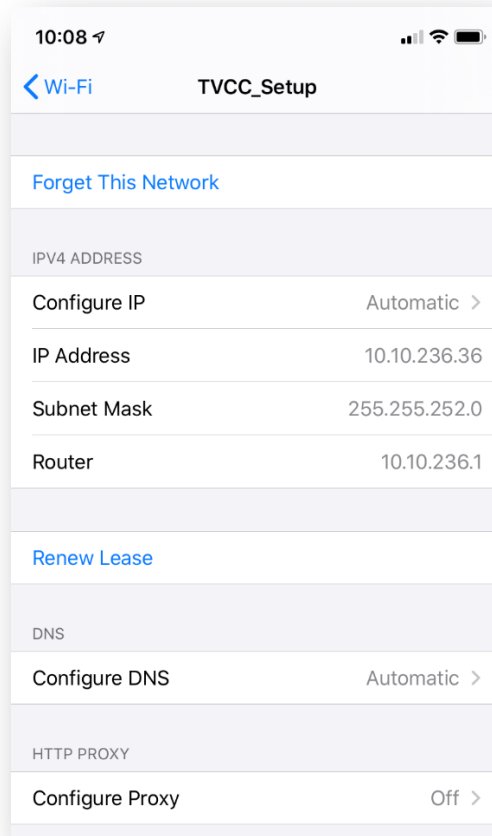 10:08
Wi-Fi TVCC_Setup
Forget This Network
IPV4 ADDRESS
Configure IP Automatic
IP Address 10.10.236.36
Subnet Mask 255.255.252.0
Router 10.10.236.1
Renew Lease
DNS
Configure DNS Automatic
HTTP PROXY
Configure Proxy Off